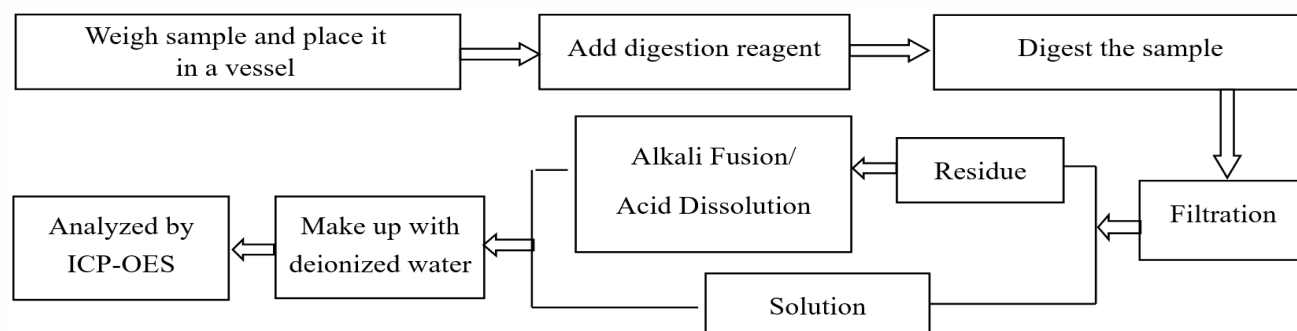 Weigh sample and place it
in a vessel
Add digestion reagent
Digest the sample
Filtration
Residue
Alkali Fusion/
Acid Dissolution
Solution
Make up with
deionized water
Analyzed by
ICP-OES